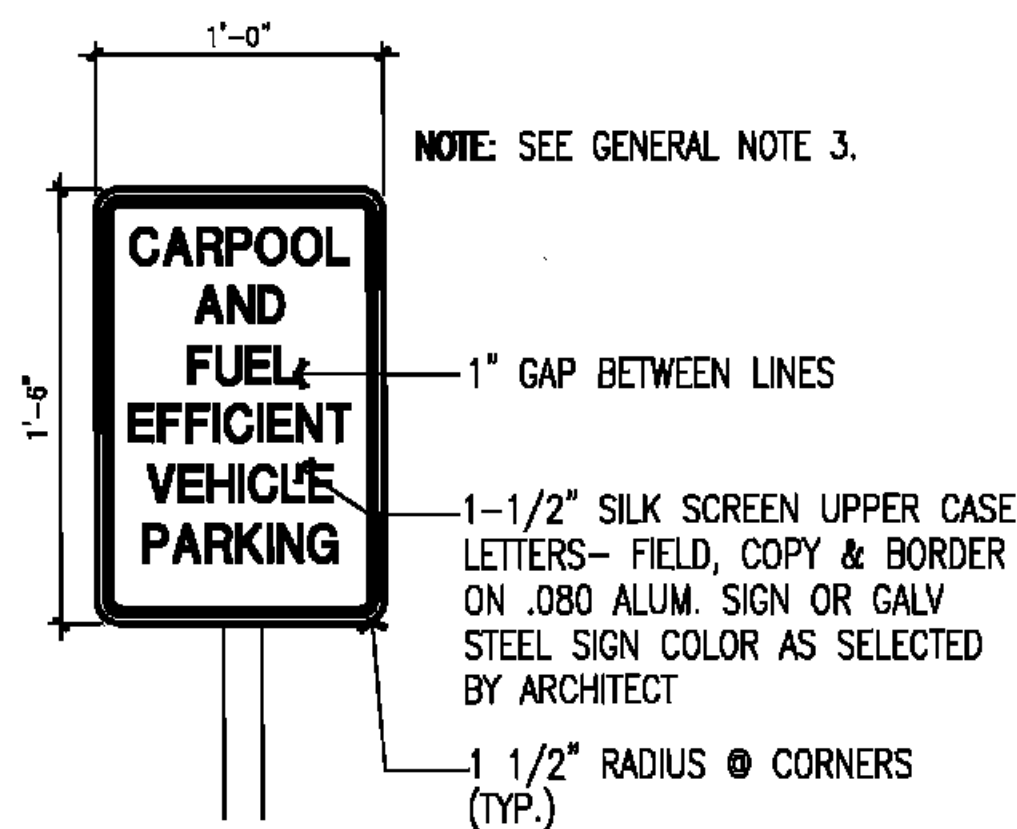 1'-0"
NOTE: SEE GENERAL NOTE 3.
1'-6"
CARPOOL
AND
FUEL
EFFICIENT
VEHICLE
PARKING
1" GAP BETWEEN LINES
1-1/2" SILK SCREEN UPPER CASE
LETTERS- FIELD, COPY & BORDER
ON .080 ALUM. SIGN OR GALV
STEEL SIGN COLOR AS SELECTED
BY ARCHITECT
1 1/2" RADIUS @ CORNERS
(TYP.)